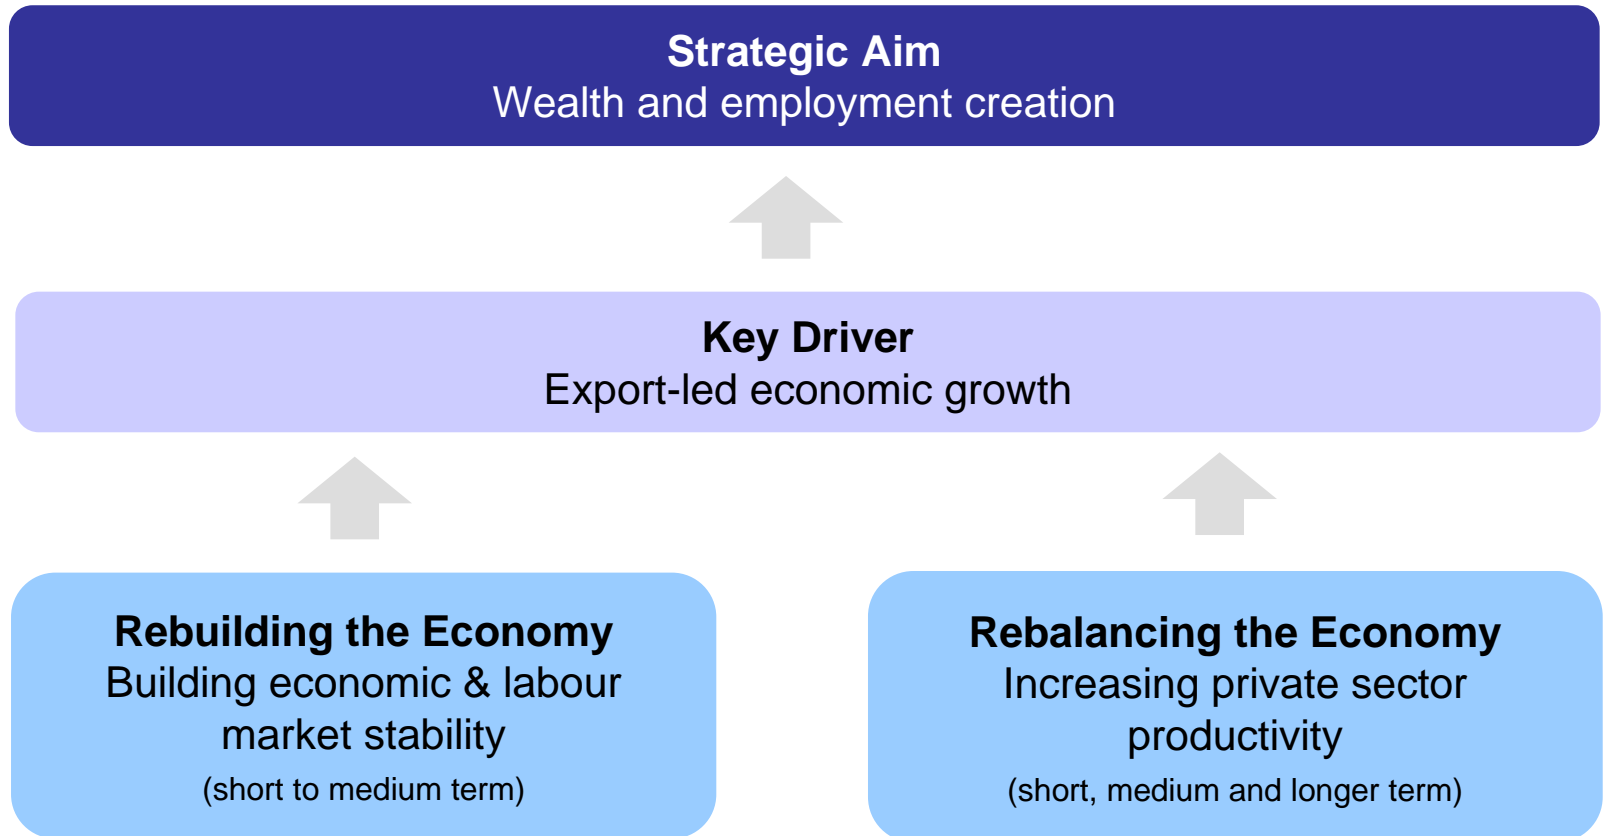 Strategic Aim
Wealth and employment creation
Key Driver
Export-led economic growth
Rebuilding the Economy
Building economic & labour
market stability
(short to medium term)
Rebalancing the Economy
Increasing private sector
productivity
(short, medium and longer term)